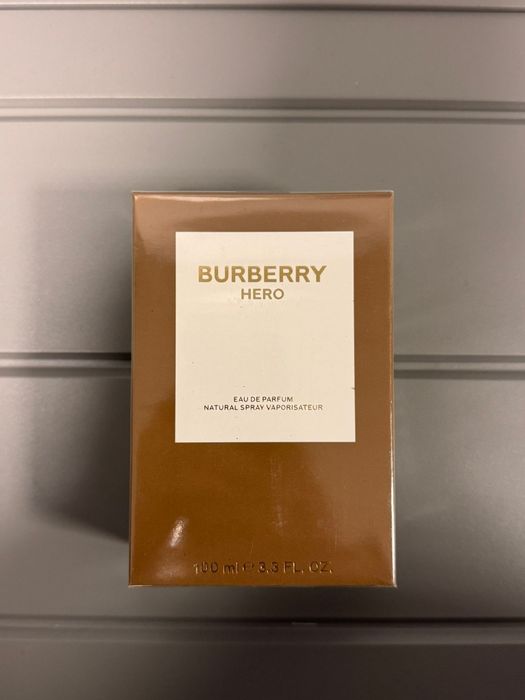 BURBERRY
HERO
EAU DE PARFUM
NATURAL SPRAY VAPORISATEUR
100 ml ℮ 3.3 FL. OZ.